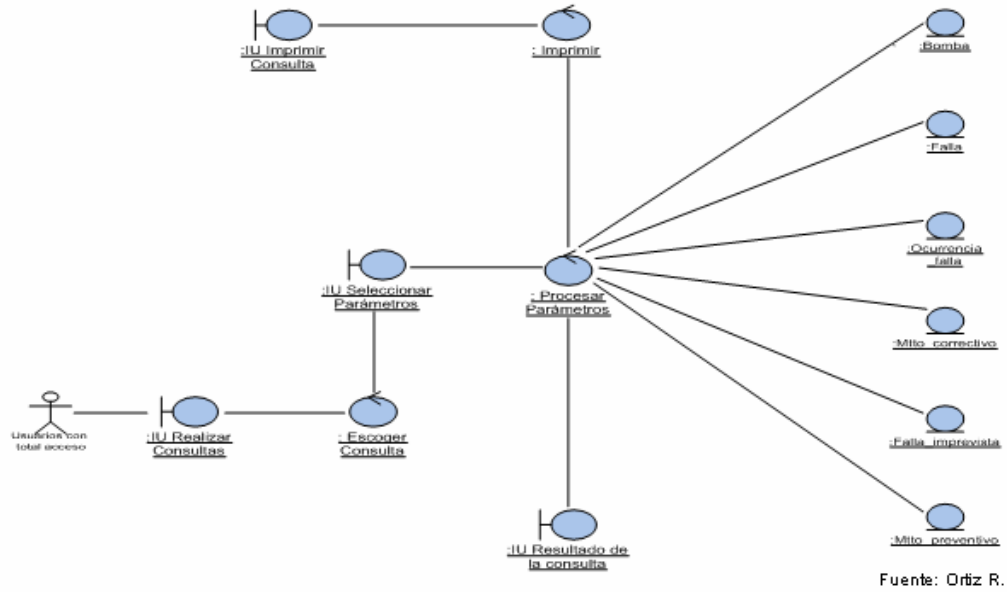 :IU Imprimir
Consulta
: Imprimir
:Bomba
:Falla
:Ocurrencia
_falla
:IU Seleccionar
Parámetros
: Procesar
Parámetros
:Mtto_correctivo
Usuarios con
total acceso
:IU Realizar
Consultas
: Escoger
Consulta
:Falla_imprevista
:IU Resultado de
la consulta
:Mtto_preventivo
Fuente: Ortiz R.